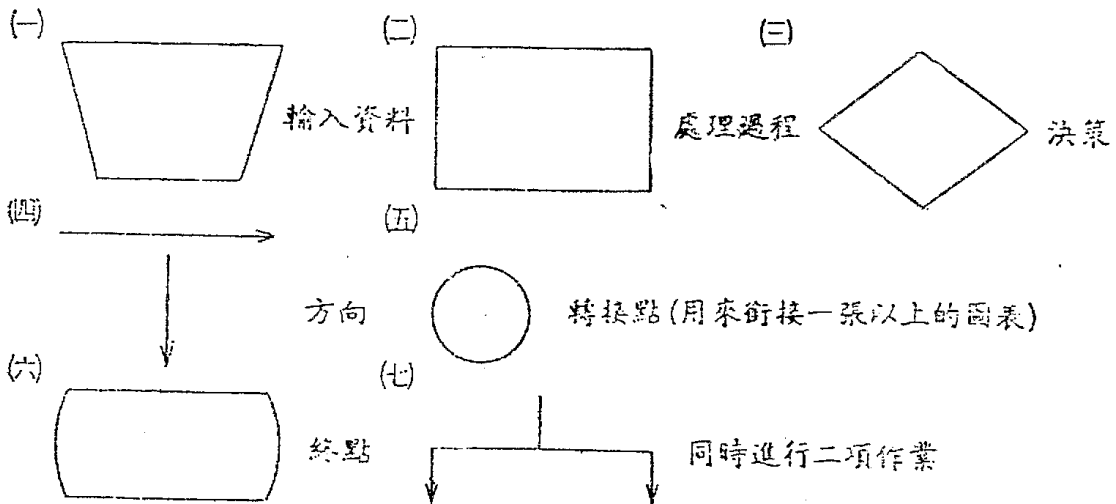 ㈠ 輸入資料
㈡ 處理過程
㈢ 決策
㈣ 方向
㈤ 轉接點(用來銜接一張以上的圖表)
㈥ 終點
㈦ 同時進行二項作業